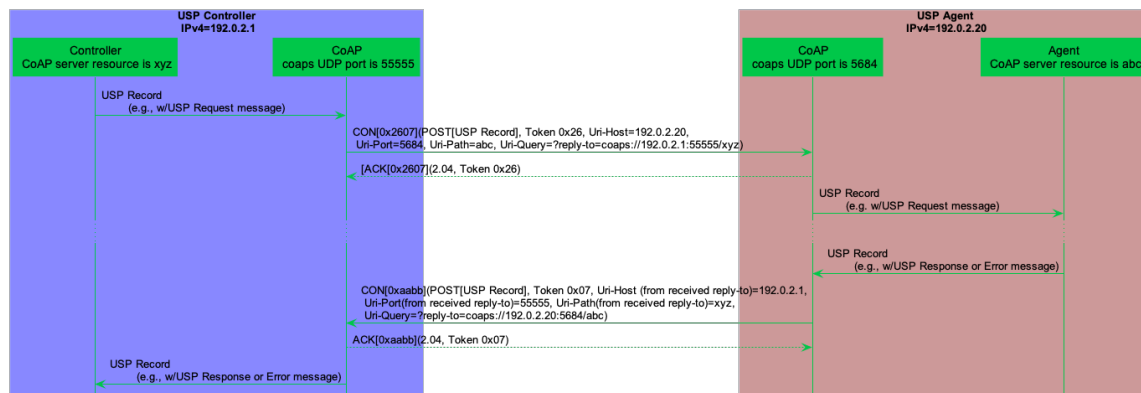 USP Controller
IPv4=192.0.2.1
USP Agent
IPv4=192.0.2.20
Controller
CoAP server resource is xyz
CoAP
coaps UDP port is 55555
CoAP
coaps UDP port is 5684
Agent
CoAP server resource is abc
USP Record
(e.g., w/USP Request message)
CON[0x2607](POST[USP Record], Token 0x26, Uri-Host=192.0.2.20,
Uri-Port=5684, Uri-Path=abc, Uri-Query=?reply-to=coaps://192.0.2.1:55555/xyz)
[ACK[0x2607](2.04, Token 0x26)
USP Record
(e.g. w/USP Request message)
USP Record
(e.g., w/USP Response or Error message)
CON[0xaabb](POST[USP Record], Token 0x07, Uri-Host (from received reply-to)=192.0.2.1,
Uri-Port(from received reply-to)=55555, Uri-Path(from received reply-to)=xyz,
Uri-Query=?reply-to=coaps://192.0.2.20:5684/abc)
ACK[0xaabb](2.04, Token 0x07)
USP Record
(e.g., w/USP Response or Error message)